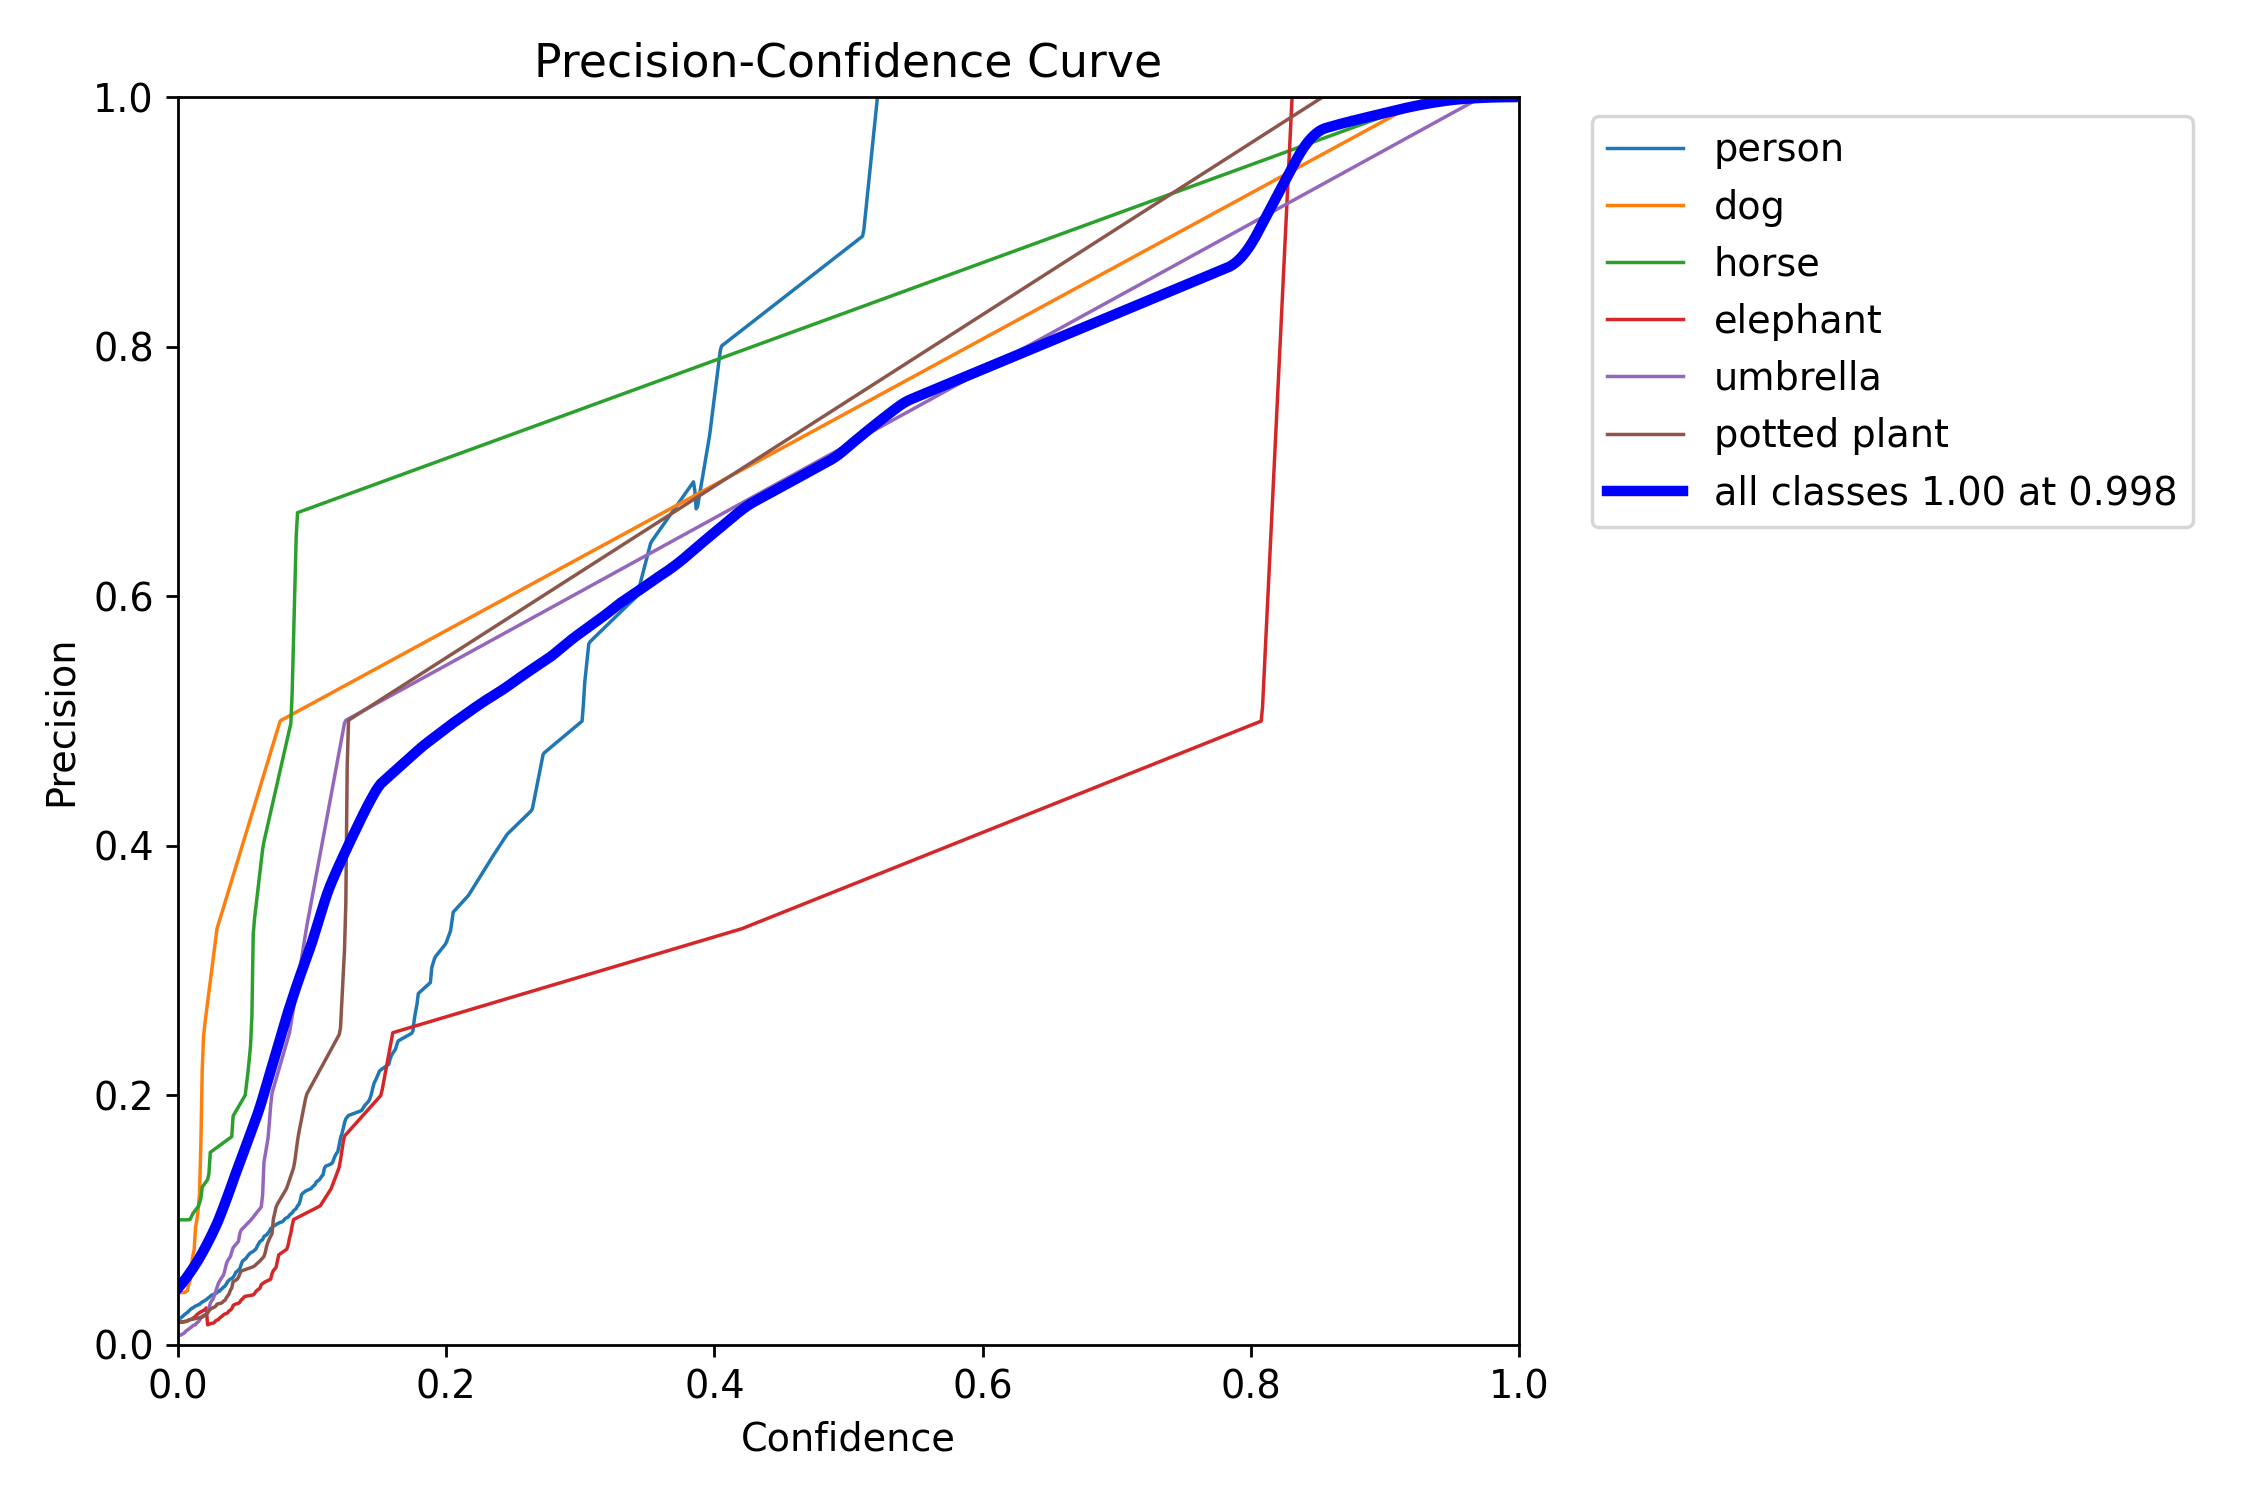 Precision-Confidence Curve
1.0
0.8
0.6
0.4
0.2
0.0
Precision
0.0 0.2 0.4 0.6 0.8 1.0
Confidence
person
dog
horse
elephant
umbrella
potted plant
all classes 1.00 at 0.998